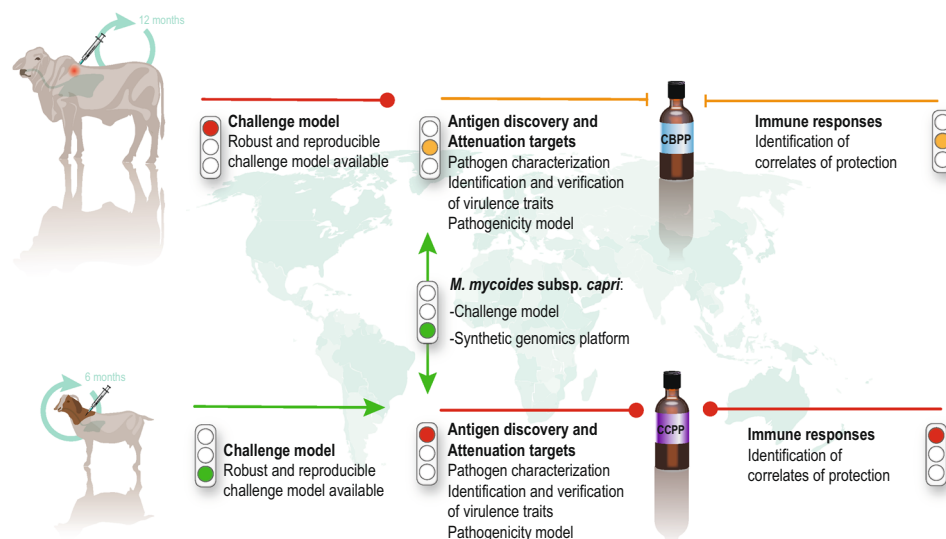 12 months
Challenge model
Robust and reproducible
challenge model available
Antigen discovery and
Attenuation targets
Pathogen characterization
Identification and verification
of virulence traits
Pathogenicity model
CBPP
Immune responses
Identification of
correlates of protection
M. mycoides subsp. capri:
-Challenge model
-Synthetic genomics platform
6 months
Challenge model
Robust and reproducible
challenge model available
Antigen discovery and
Attenuation targets
Pathogen characterization
Identification and verification
of virulence traits
Pathogenicity model
CCPP
Immune responses
Identification of
correlates of protection